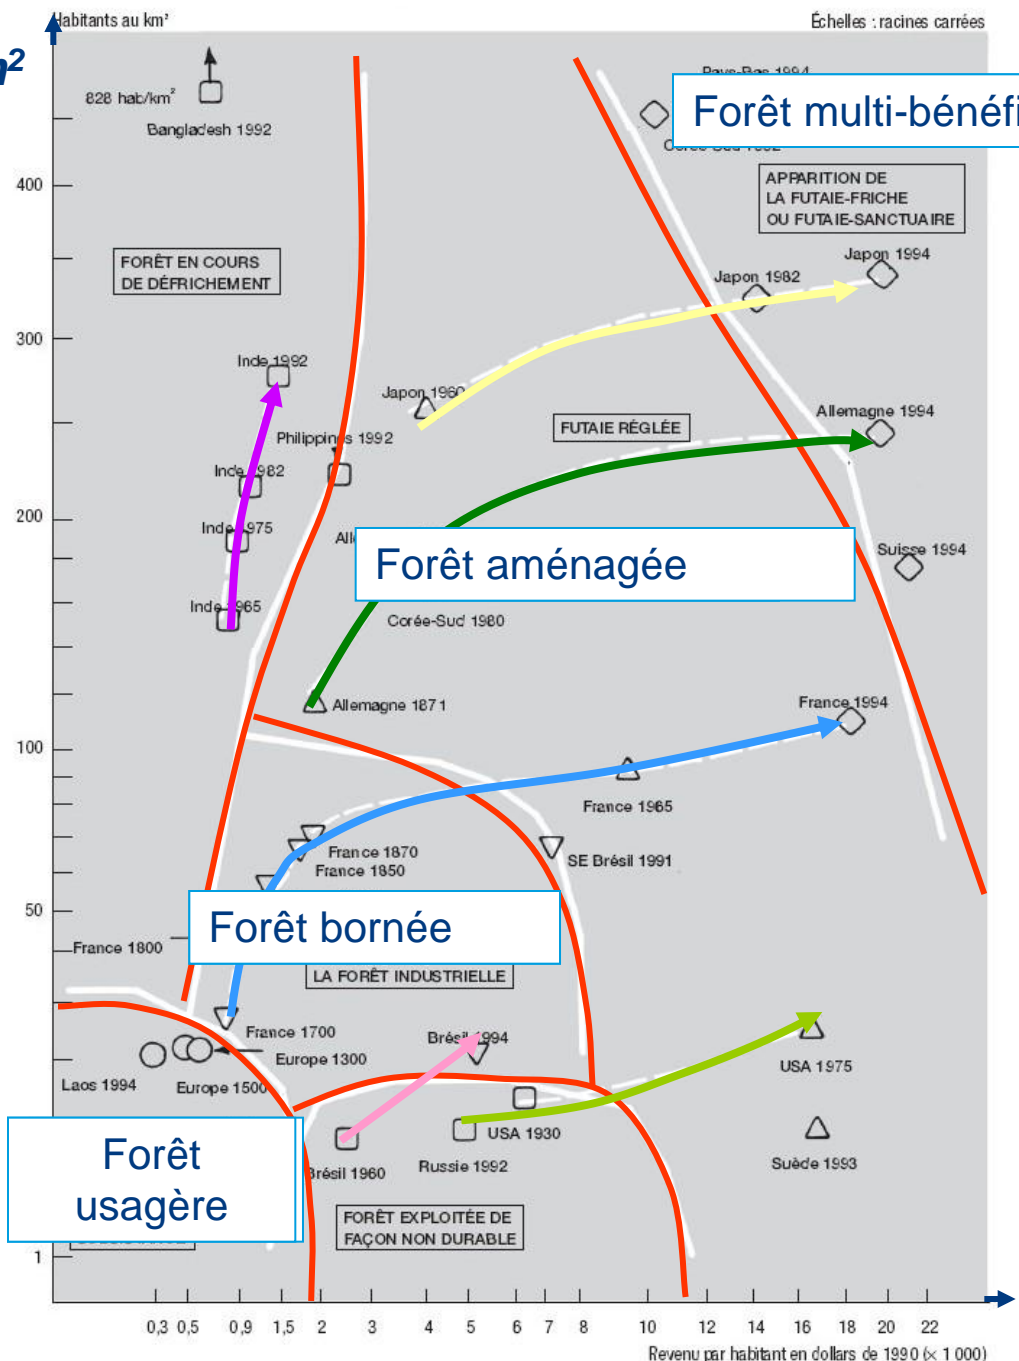 Habitants au km²
Échelles : racines carrées
828 hab/km²
Bangladesh 1992
Pays-Bas 1994
Forêt multi-bénéfi
Corée-Sud 1992
400
APPARITION DE
LA FUTAIE-FRICHE
OU FUTAIE-SANCTUAIRE
FORÊT EN COURS
DE DÉFRICHEMENT
Japon 1994
Japon 1982
300
Inde 1992
Japon 1960
Philippines 1992
FUTAIE RÉGLÉE
Allemagne 1994
Inde 1982
200
Inde 1975
Forêt aménagée
Suisse 1994
Inde 1965
Corée-Sud 1980
Allemagne 1871
France 1994
100
France 1965
France 1870
France 1850
SE Brésil 1991
50
Forêt bornée
France 1800
LA FORÊT INDUSTRIELLE
France 1700
Brésil 1994
Europe 1300
Laos 1994
Europe 1500
USA 1975
USA 1930
Forêt
usagère
Brésil 1960
Russie 1992
Suède 1993
FORÊT EXPLOITÉE DE
FAÇON NON DURABLE
1
0,3 0,5 0,9 1,5 2 3 4 5 6 7 8 10 12 14 16 18 20 22
Revenu par habitant en dollars de 1990 (× 1 000)